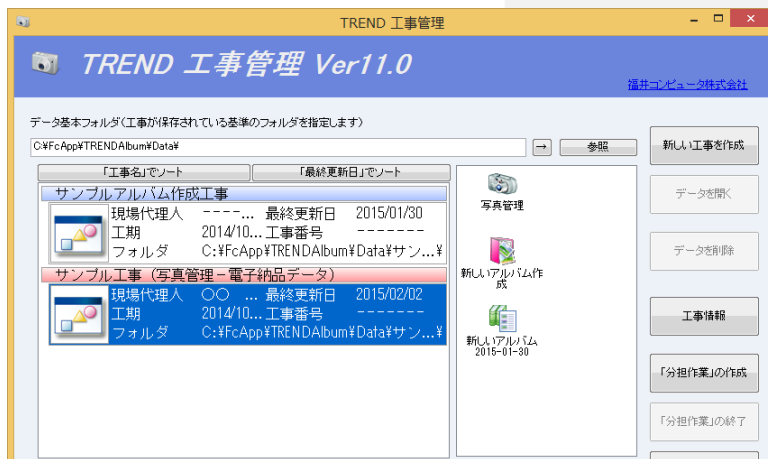 TREND 工事管理
TREND 工事管理 Ver11.0
福井コンピュータ株式会社
データ基本フォルダ(工事が保存されている基準のフォルダを指定します)
C:¥FcApp¥TRENDAlbum¥Data¥
→
参照
新しい工事を作成
「工事名」でソート
「最終更新日」でソート
データを開く
サンプルアルバム作成工事
現場代理人 ----... 最終更新日 2015/01/30
工期 2014/10... 工事番号 -------
フォルダ C:¥FcApp¥TRENDAlbum¥Data¥サン...¥
サンプル工事（写真管理－電子納品データ）
現場代理人 〇〇 ... 最終更新日 2015/02/02
工期 2014/10... 工事番号 -------
フォルダ C:¥FcApp¥TRENDAlbum¥Data¥サン...¥
写真管理
新しいアルバム作
成
新しいアルバム
2015-01-30
データを削除
工事情報
「分担作業」の作成
「分担作業」の終了